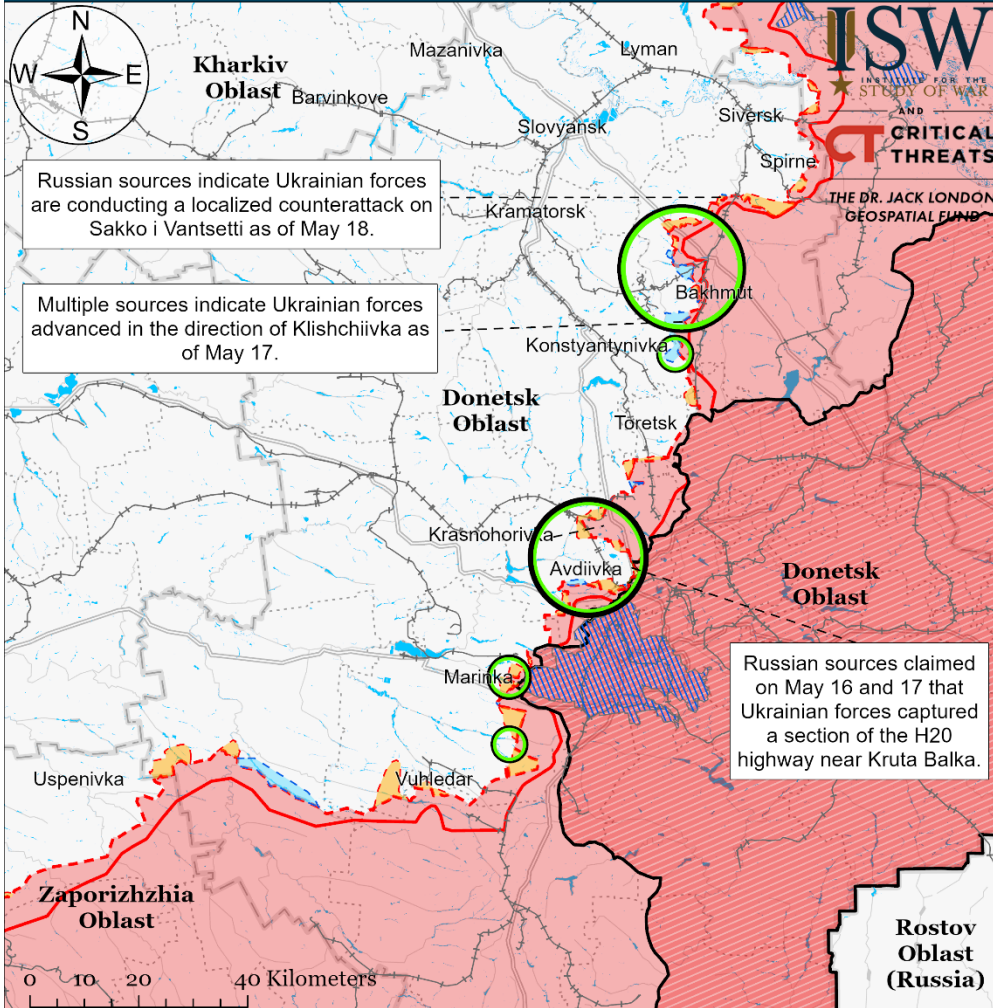 N
W
E
S
Kharkiv
Oblast
Mazanivka
Lyman
ISW
INSTITUTE FOR THE
STUDY OF WAR
AND
CT CRITICAL
THREATS
THE DR. JACK LONDON
GEOSPATIAL FUND
Barvinkove
Slovyansk
Siversk
Spirne
Russian sources indicate Ukrainian forces
are conducting a localized counterattack on
Sakko i Vantsetti as of May 18.
Kramatorsk
Multiple sources indicate Ukrainian forces
advanced in the direction of Klishchiivka as
of May 17.
Bakhmut
Konstyantynivka
Donetsk
Oblast
Toretsk
Krasnohorivka
Avdiivka
Donetsk
Oblast
Marinka
Russian sources claimed
on May 16 and 17 that
Ukrainian forces captured
a section of the H20
highway near Kruta Balka.
Uspenivka
Vuhledar
Zaporizhzhia
Oblast
Rostov
Oblast
(Russia)
0 10 20 40 Kilometers